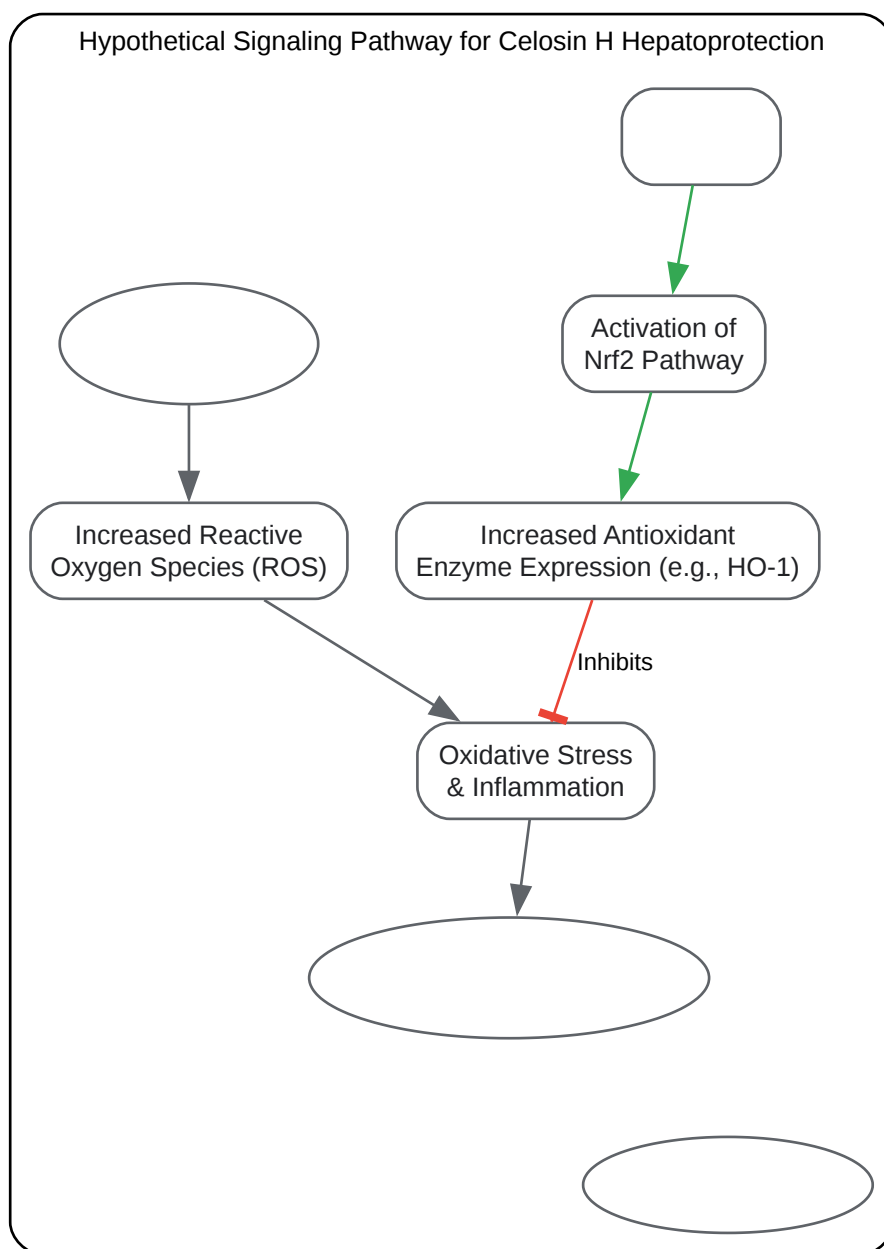 Hypothetical Signaling Pathway for Celosin H Hepatoprotection
Activation of
Nrf2 Pathway
Increased Reactive
Oxygen Species (ROS)
Increased Antioxidant
Enzyme Expression (e.g., HO-1)
Inhibits
Oxidative Stress
& Inflammation